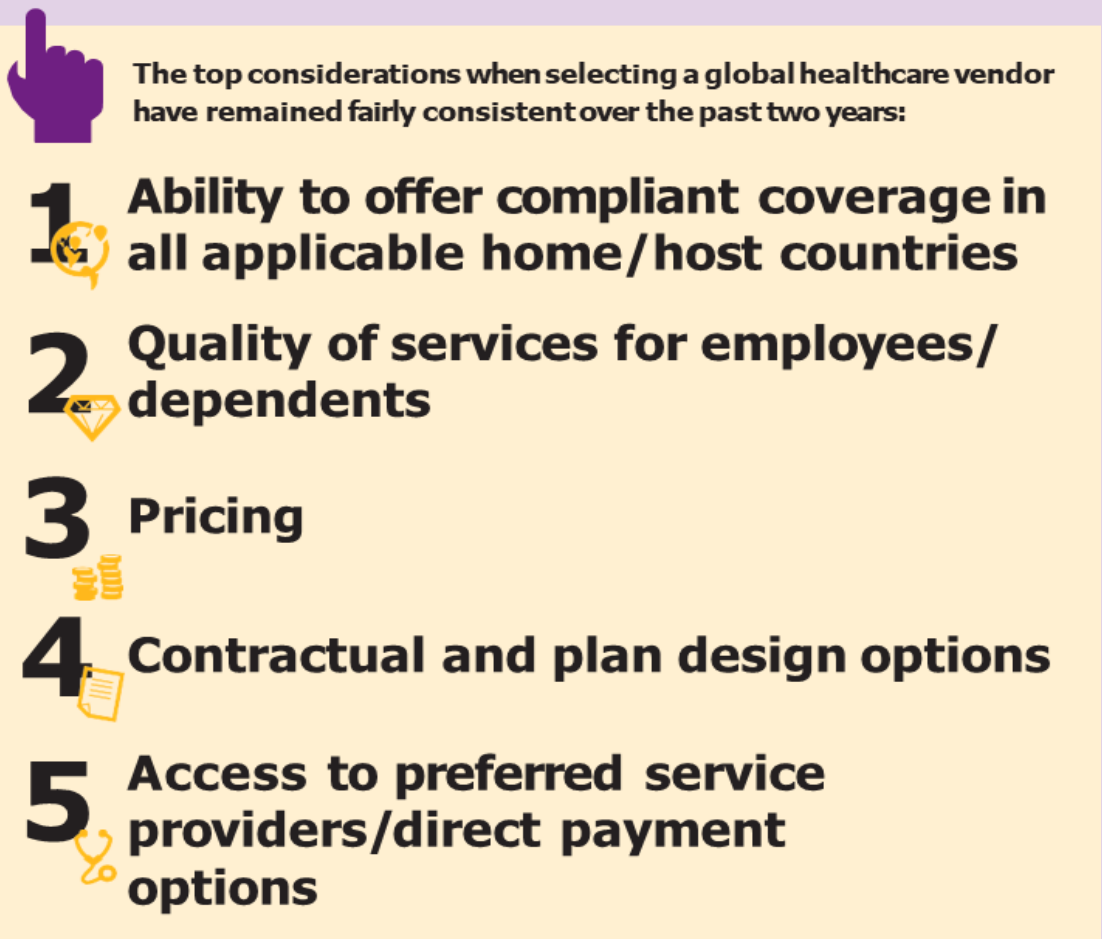 The top considerations when selecting a global healthcare vendor
have remained fairly consistent over the past two years:
1 Ability to offer compliant coverage in
all applicable home/host countries
2 Quality of services for employees/
dependents
3 Pricing
4 Contractual and plan design options
5 Access to preferred service
providers/direct payment
options